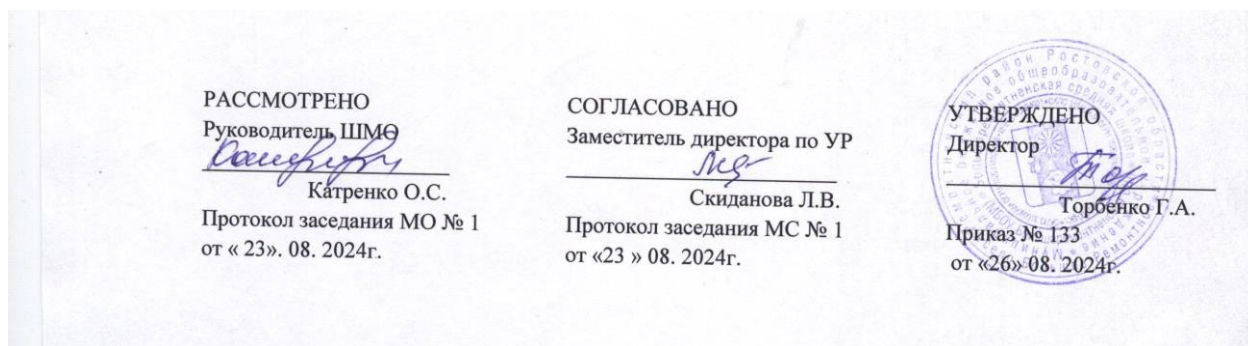 РАССМОТРЕНО
Руководитель ШМО
Катренко О.С.
Протокол заседания МО № 1
от « 23». 08. 2024г.
СОГЛАСОВАНО
Заместитель директора по УР
Скиданова Л.В.
Протокол заседания МС № 1
от «23 » 08. 2024г.
УТВЕРЖДЕНО
Директор
Торбенко Г.А.
Приказ № 133
от «26» 08. 2024г.